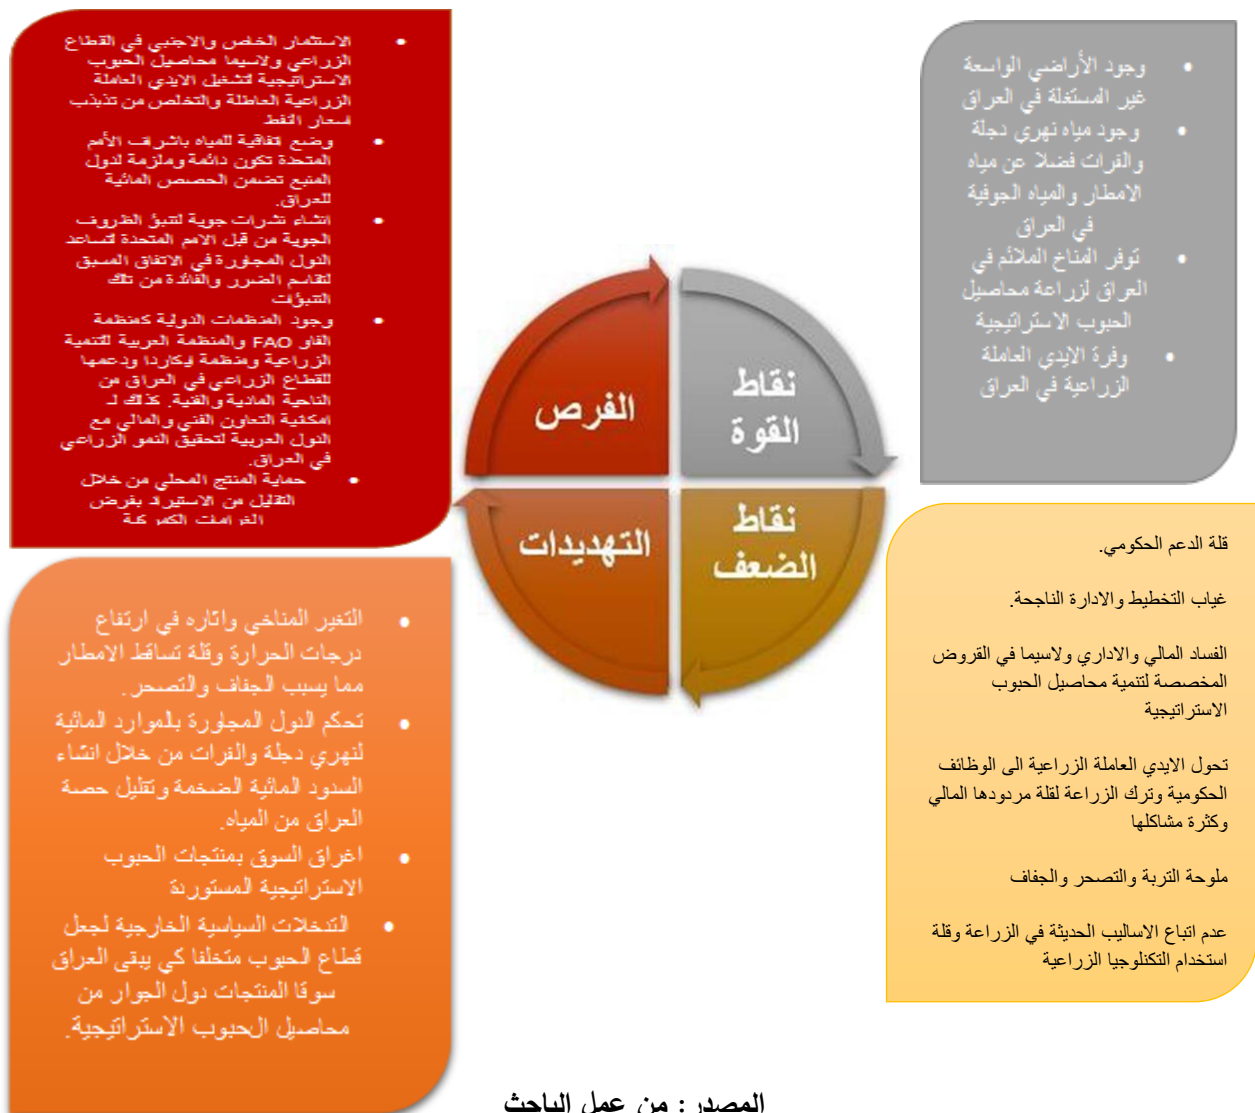 وجود الأراضي الواسعة
غير المستغلة في العراق
وجود مياه نهري دجلة
والفرات فضلا عن مياه
الامطار والمياه الجوفية
في العراق
توفر المناخ الملائم في
العراق لزراعة محاصيل
الحبوب الاستراتيجية
وفرة الايدي العاملة
الزراعية في العراق
الاستثمار الخاص والاجنبي في القطاع
الزراعي ولاسيما محاصيل الحبوب
الاستراتيجية لتشغيل الايدي العاملة
الزراعية العاطلة والتخلص من تذبذب
اسعار النفط
وضع اتفاقية للمياه باشراف الأمم
المتحدة تكون دائمة وملزمة لدول
المنبع تضمن الحصص المائية
للعراق.
انشاء نشرات جوية لتنبؤ الظروف
الجوية من قبل الامم المتحدة لتساعد
الدول المجاورة في الاتفاق المسبق
لتقاسم الضرر والفائدة من تلك
التنبؤات
وجود المنظمات الدولية كمنظمة
الفاو FAO والمنظمة العربية للتنمية
الزراعية ومنظمة ايكاردا ودعمها
للقطاع الزراعي في العراق من
الناحية المادية والفنية. كذلك لـ
امكانية التعاون الفني والمالي مع
الدول العربية لتحقيق النمو الزراعي
في العراق.
حماية المنتج المحلي من خلال
التقليل من الاستيراد بفرض
الغرامات الكمركية
نقاط
القوة
الفرص
نقاط
الضعف
التهديدات
قلة الدعم الحكومي.
غياب التخطيط والادارة الناجحة.
الفساد المالي والاداري ولاسيما في القروض
المخصصة لتنمية محاصيل الحبوب
الاستراتيجية
تحول الايدي العاملة الزراعية الى الوظائف
الحكومية وترك الزراعة لقلة مردودها المالي
وكثرة مشاكلها
ملوحة التربة والتصحر والجفاف
عدم اتباع الاساليب الحديثة في الزراعة وقلة
استخدام التكنلوجيا الزراعية
التغير المناخي واثاره في ارتفاع
درجات الحرارة وقلة تساقط الامطار
مما يسبب الجفاف والتصحر.
تحكم الدول المجاورة بالموارد المائية
لنهري دجلة والفرات من خلال انشاء
السدود المائية الضخمة وتقليل حصة
العراق من المياه.
اغراق السوق بمنتجات الحبوب
الاستراتيجية المستوردة
التدخلات السياسية الخارجية لجعل
قطاع الحبوب متخلفا كي يبقى العراق
سوقا المنتجات دول الجوار من
محاصيل الحبوب الاستراتيجية.
المصدر: من عمل الباحث